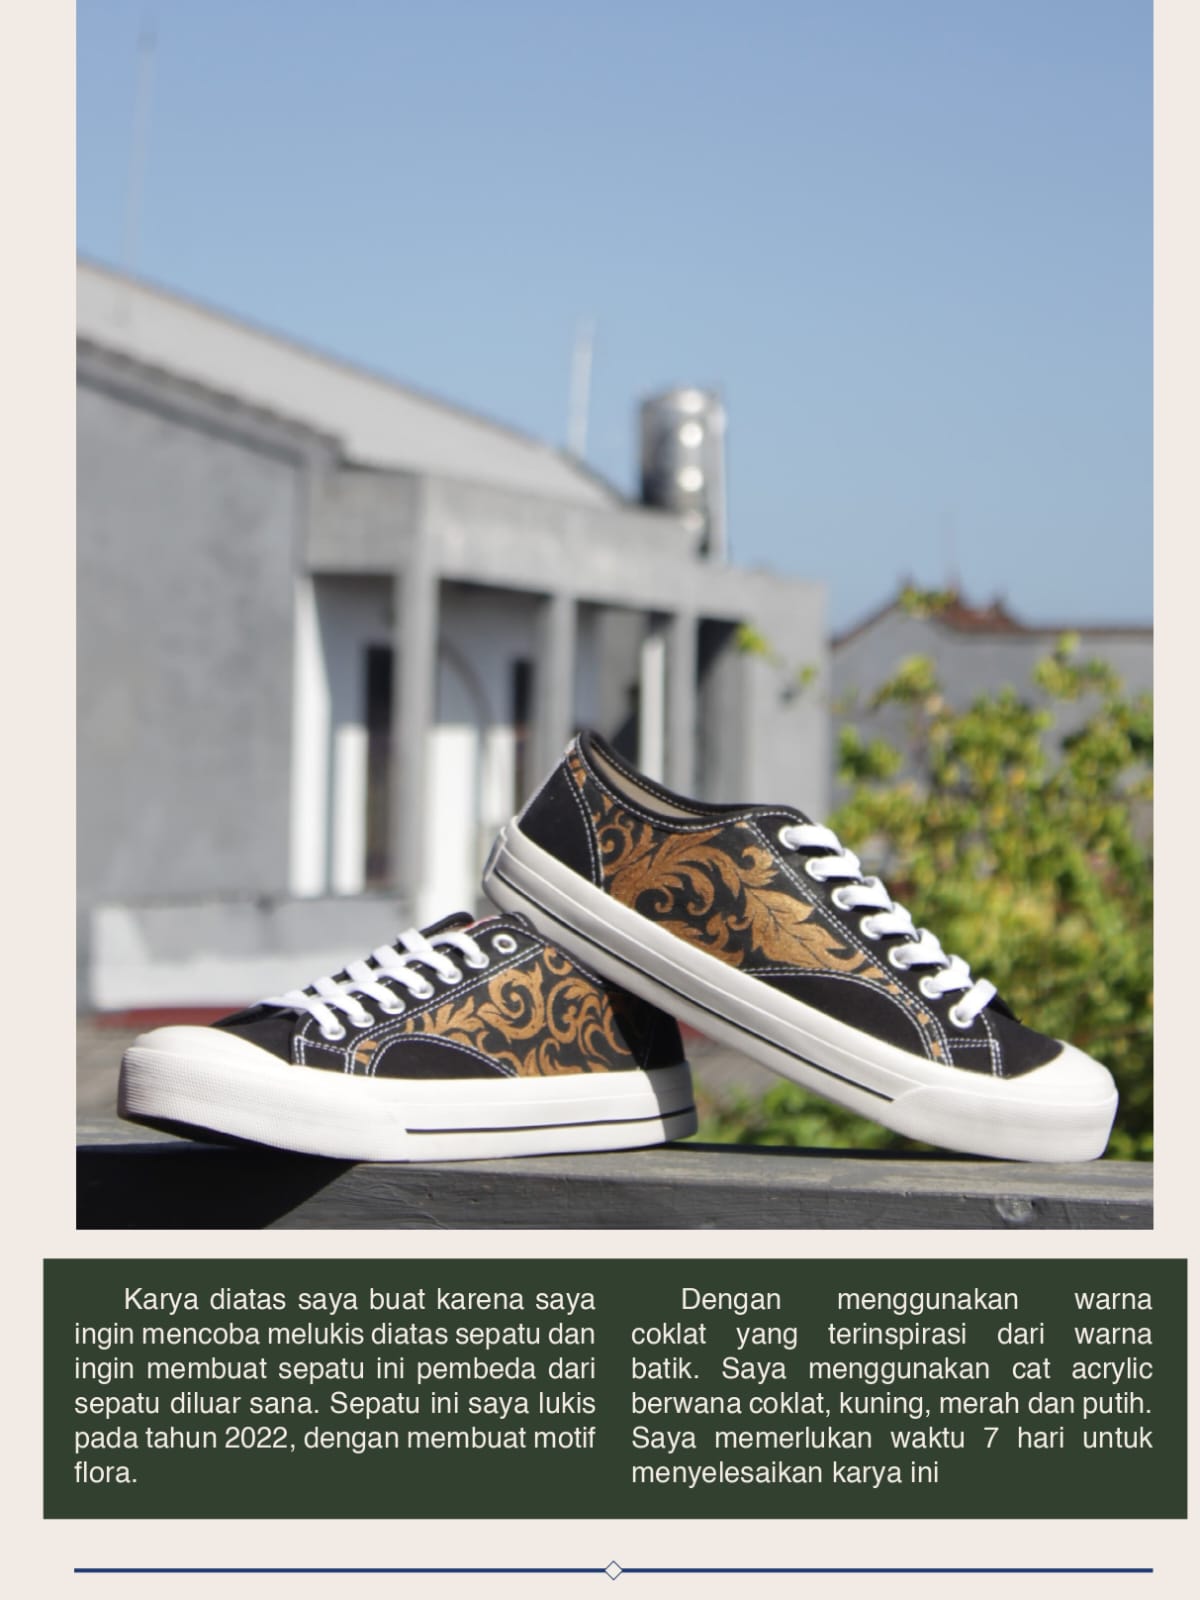 Karya diatas saya buat karena saya
ingin mencoba melukis diatas sepatu dan
ingin membuat sepatu ini pembeda dari
sepatu diluar sana. Sepatu ini saya lukis
pada tahun 2022, dengan membuat motif
flora.
Dengan menggunakan warna
coklat yang terinspirasi dari warna
batik. Saya menggunakan cat acrylic
berwana coklat, kuning, merah dan putih.
Saya memerlukan waktu 7 hari untuk
menyelesaikan karya ini